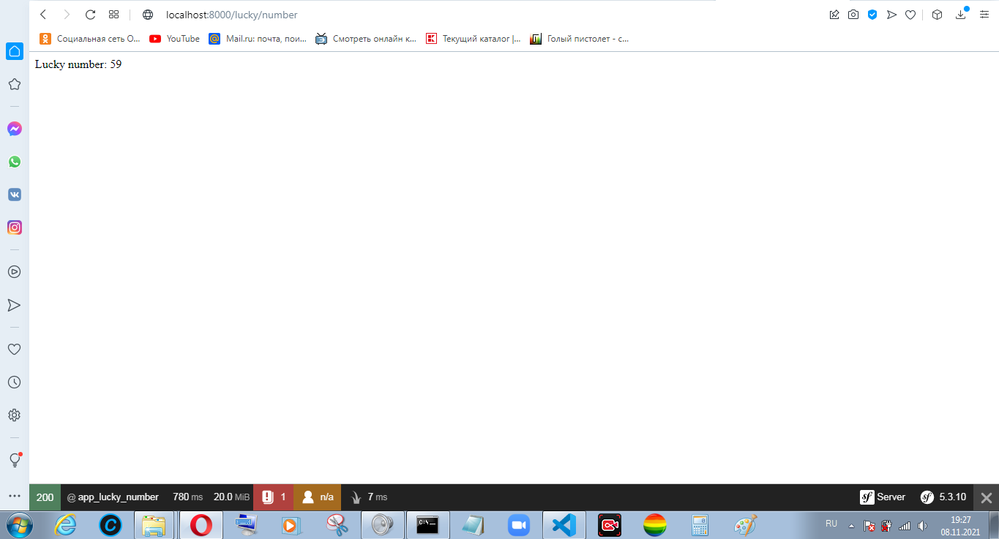 localhost:8000/lucky/number
Социальная сеть О... YouTube Mail.ru: почта, пои... Смотреть онлайн к... Текущий каталог |... Голый пистолет - с...
Lucky number: 59
200 @ app_lucky_number 780 ms 20.0 MiB 1 n/a 7 ms Server 5.3.10
RU 19:27
08.11.2021